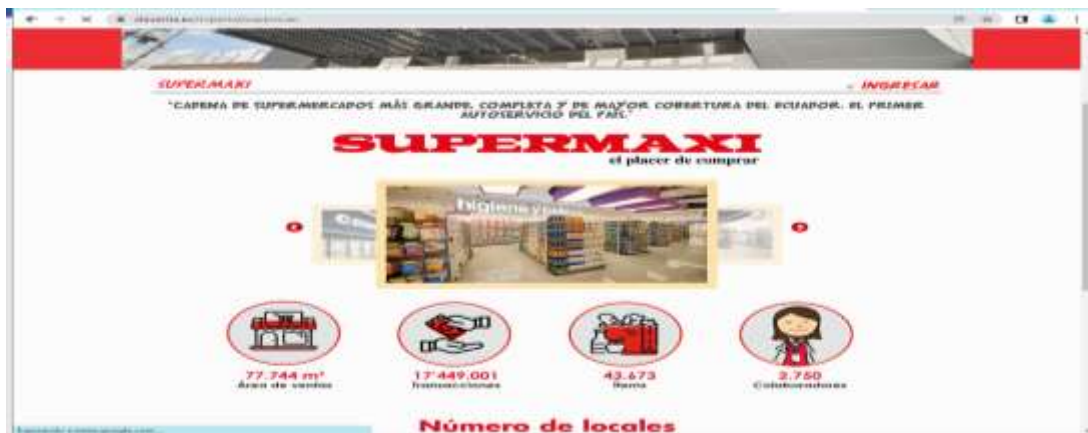 SUPERMAXI
INGRESAR
"CADENA DE SUPERMERCADOS MÁS GRANDE, COMPLETA Y DE MAYOR COBERTURA DEL ECUADOR. EL PRIMER
AUTOSERVICIO DEL PAÍS."
SUPERMAXI
el placer de comprar
higiene y
77.744 m²
Área de ventas
17'449.001
Transacciones
43.673
Items
2.750
Colaboradores
Número de locales